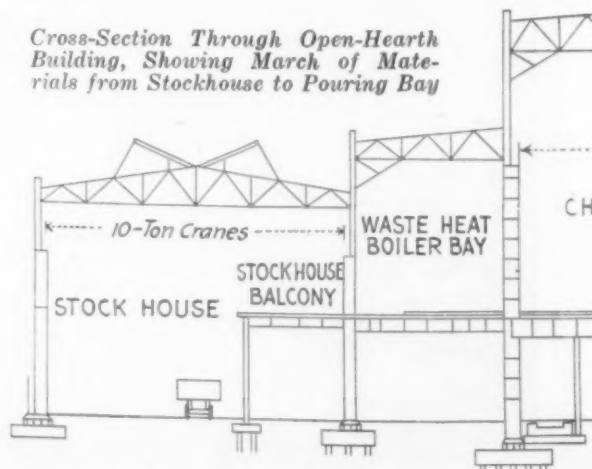 Cross-Section Through Open-Hearth
Building, Showing March of Mate-
rials from Stockhouse to Pouring Bay
10-Ton Cranes
WASTE HEAT
BOILER BAY
CH
STOCKHOUSE
BALCONY
STOCK HOUSE